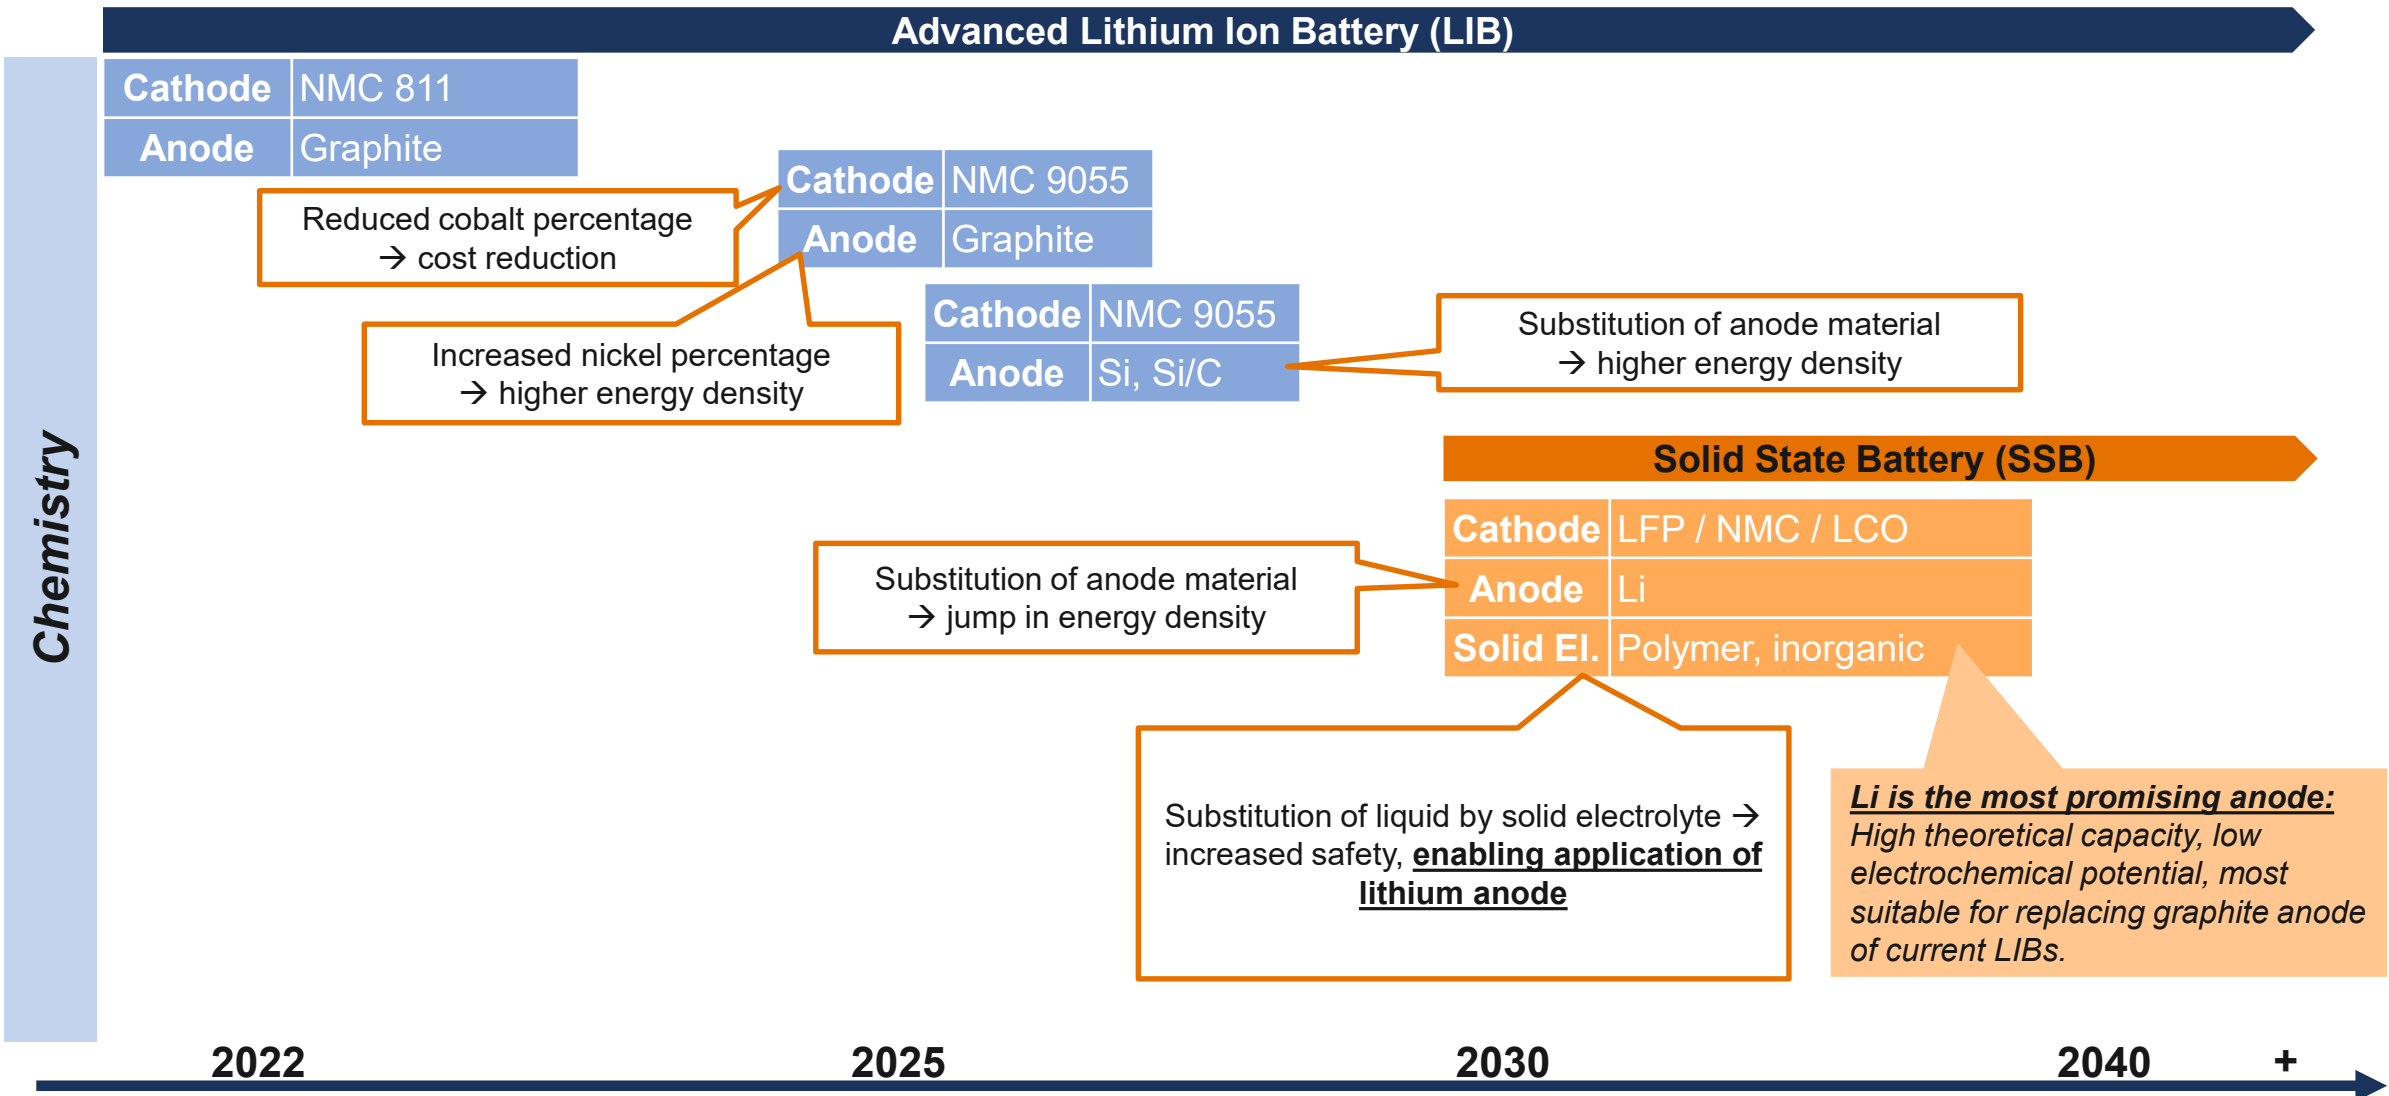 Advanced Lithium Ion Battery (LIB)
Chemistry
Cathode NMC 811
Anode Graphite
Cathode NMC 9055
Anode Graphite
Reduced cobalt percentage
→ cost reduction
Increased nickel percentage
→ higher energy density
Cathode NMC 9055
Anode Si, Si/C
Substitution of anode material
→ higher energy density
Solid State Battery (SSB)
Cathode LFP / NMC / LCO
Anode Li
Solid El. Polymer, inorganic
Substitution of anode material
→ jump in energy density
Substitution of liquid by solid electrolyte →
increased safety, enabling application of
lithium anode
Li is the most promising anode:
High theoretical capacity, low
electrochemical potential, most
suitable for replacing graphite anode
of current LIBs.
2022 2025 2030 2040 +